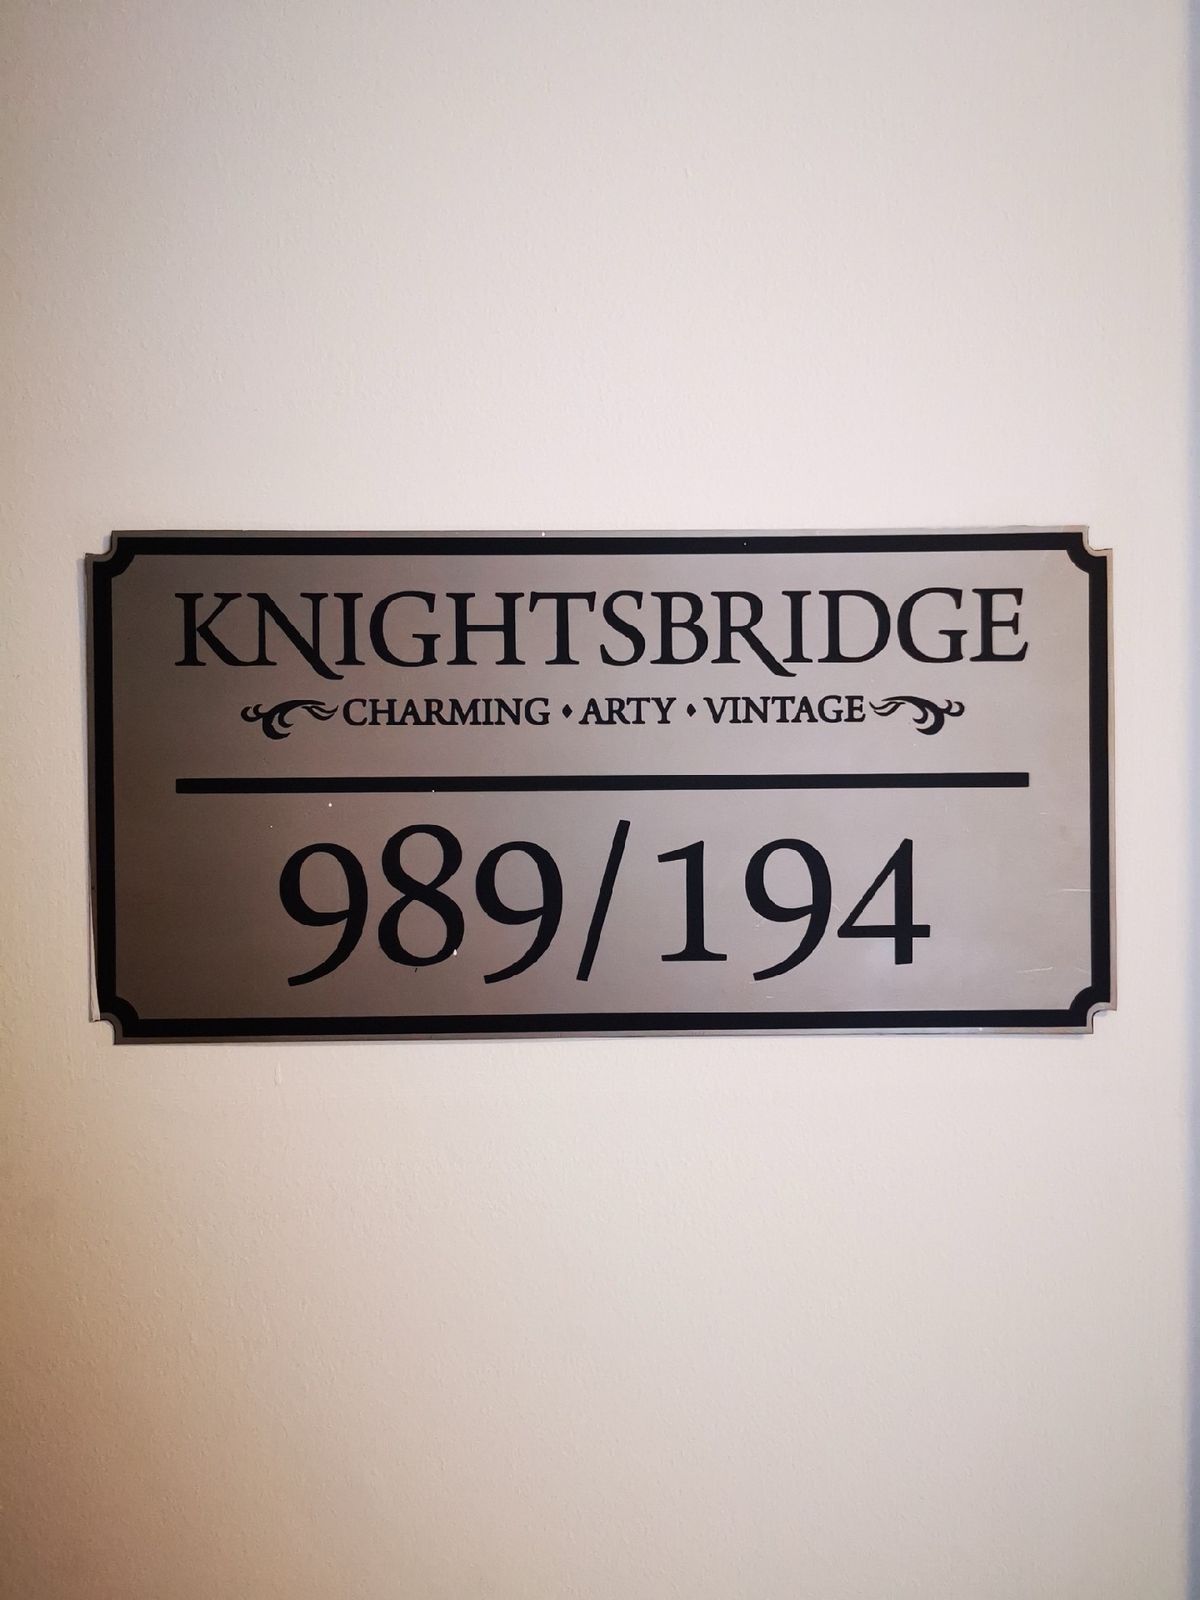 KNIGHTSBRIDGE
CHARMING • ARTY • VINTAGE
989/194